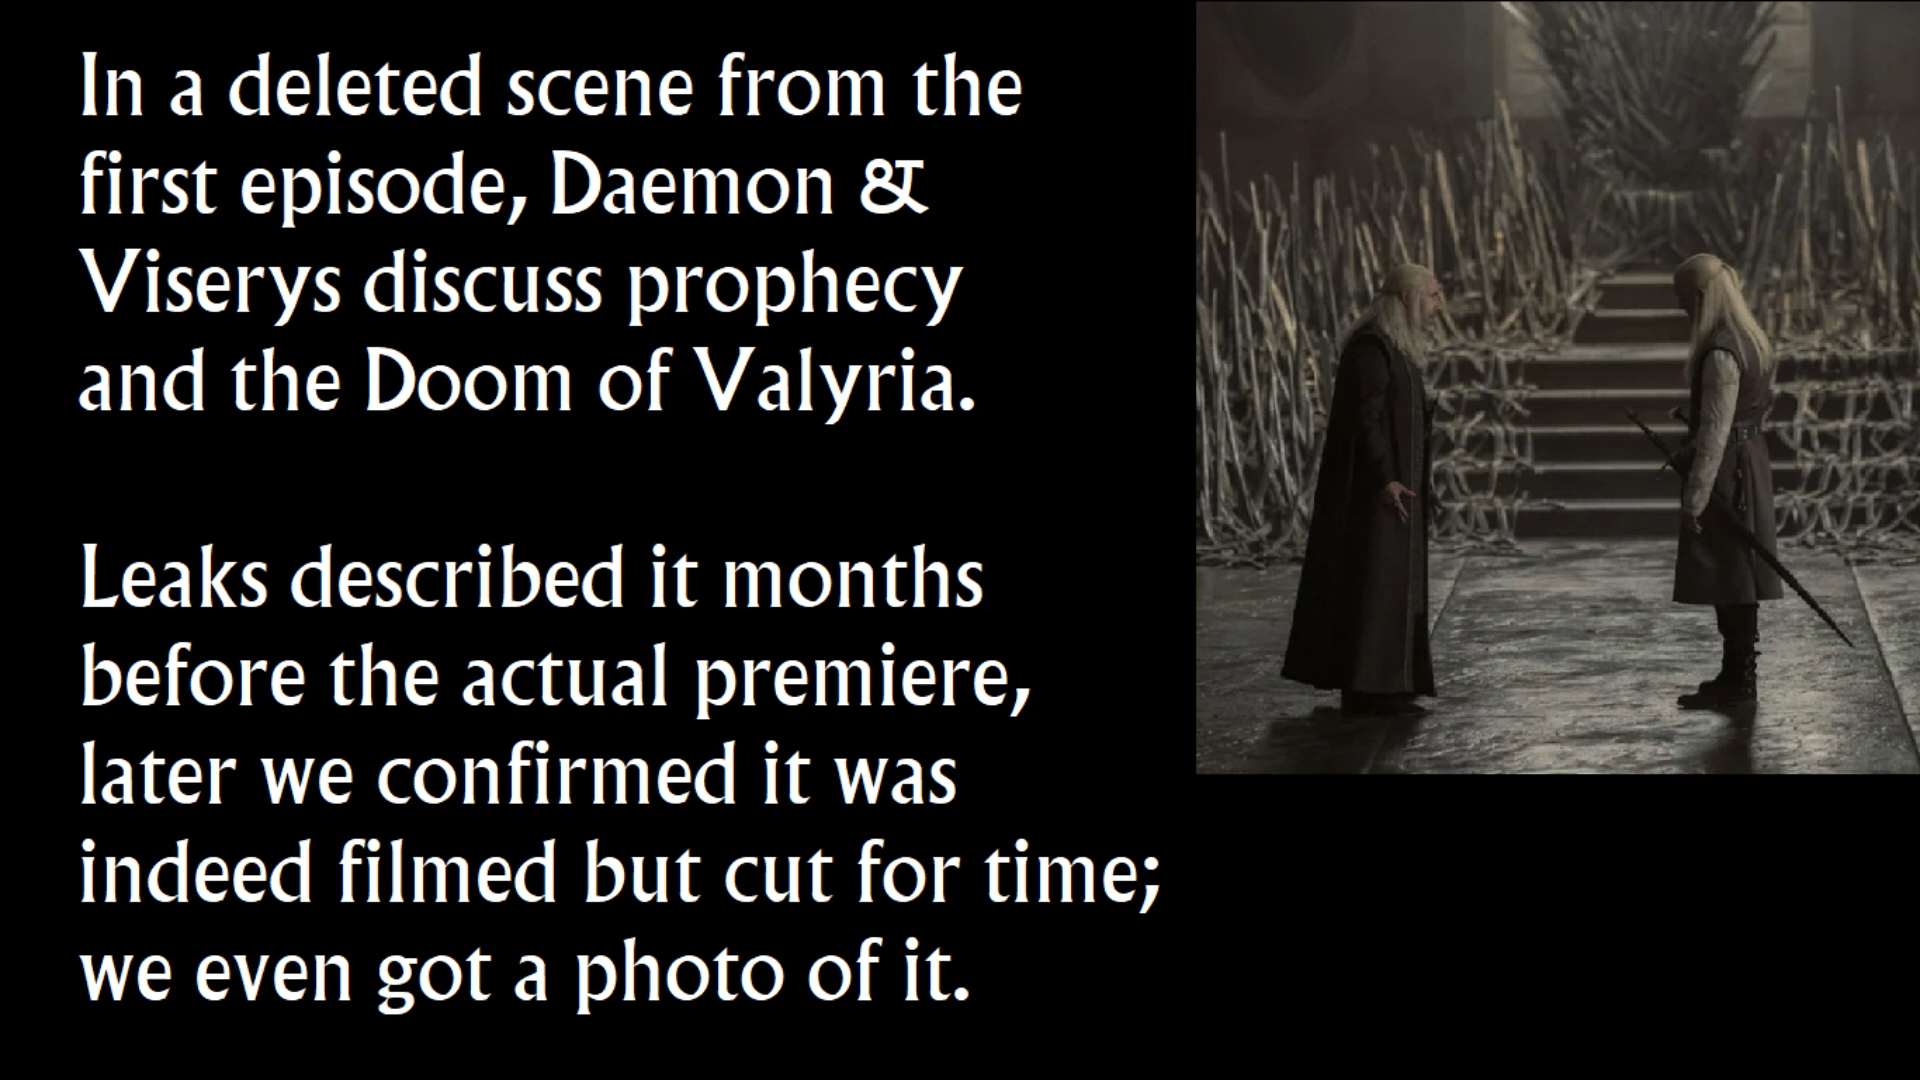 In a deleted scene from the
first episode, Daemon &
Viserys discuss prophecy
and the Doom of Valyria.
Leaks described it months
before the actual premiere,
later we confirmed it was
indeed filmed but cut for time;
we even got a photo of it.